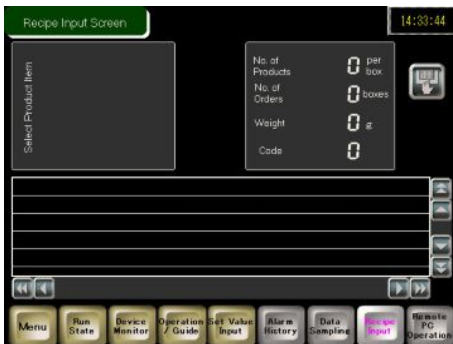 Recipe Input Screen
14:33:44
Select Product Item
No. of
Products
0
per
box
No. of
Orders
0
boxes
Weight
0
g
Code
0
Menu
Run
State
Device
Monitor
Operation
/ Guide
Set Value
Input
Alarm
History
Data
Sampling
Recipe
Input
Remote
PC
Operation